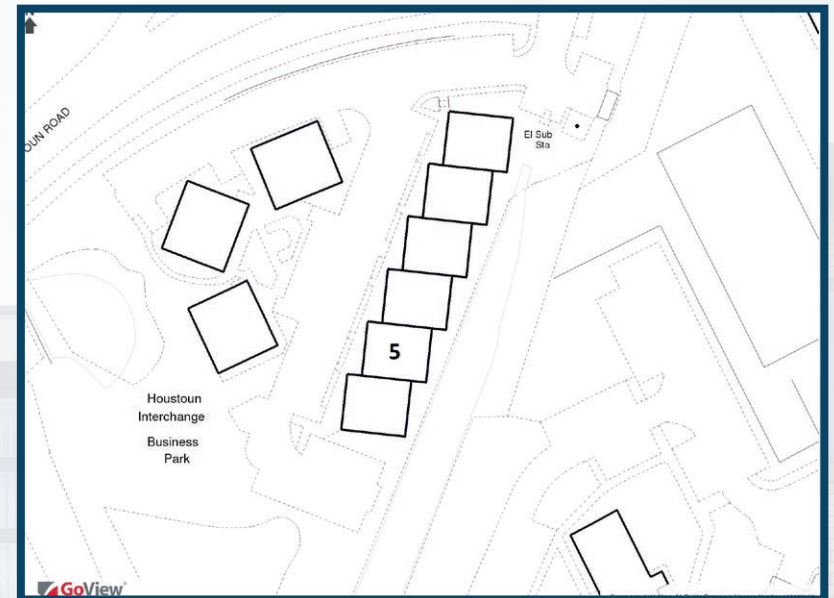 OUN ROAD
El Sub
Sta
5
Houstoun
Interchange
Business
Park
GoView